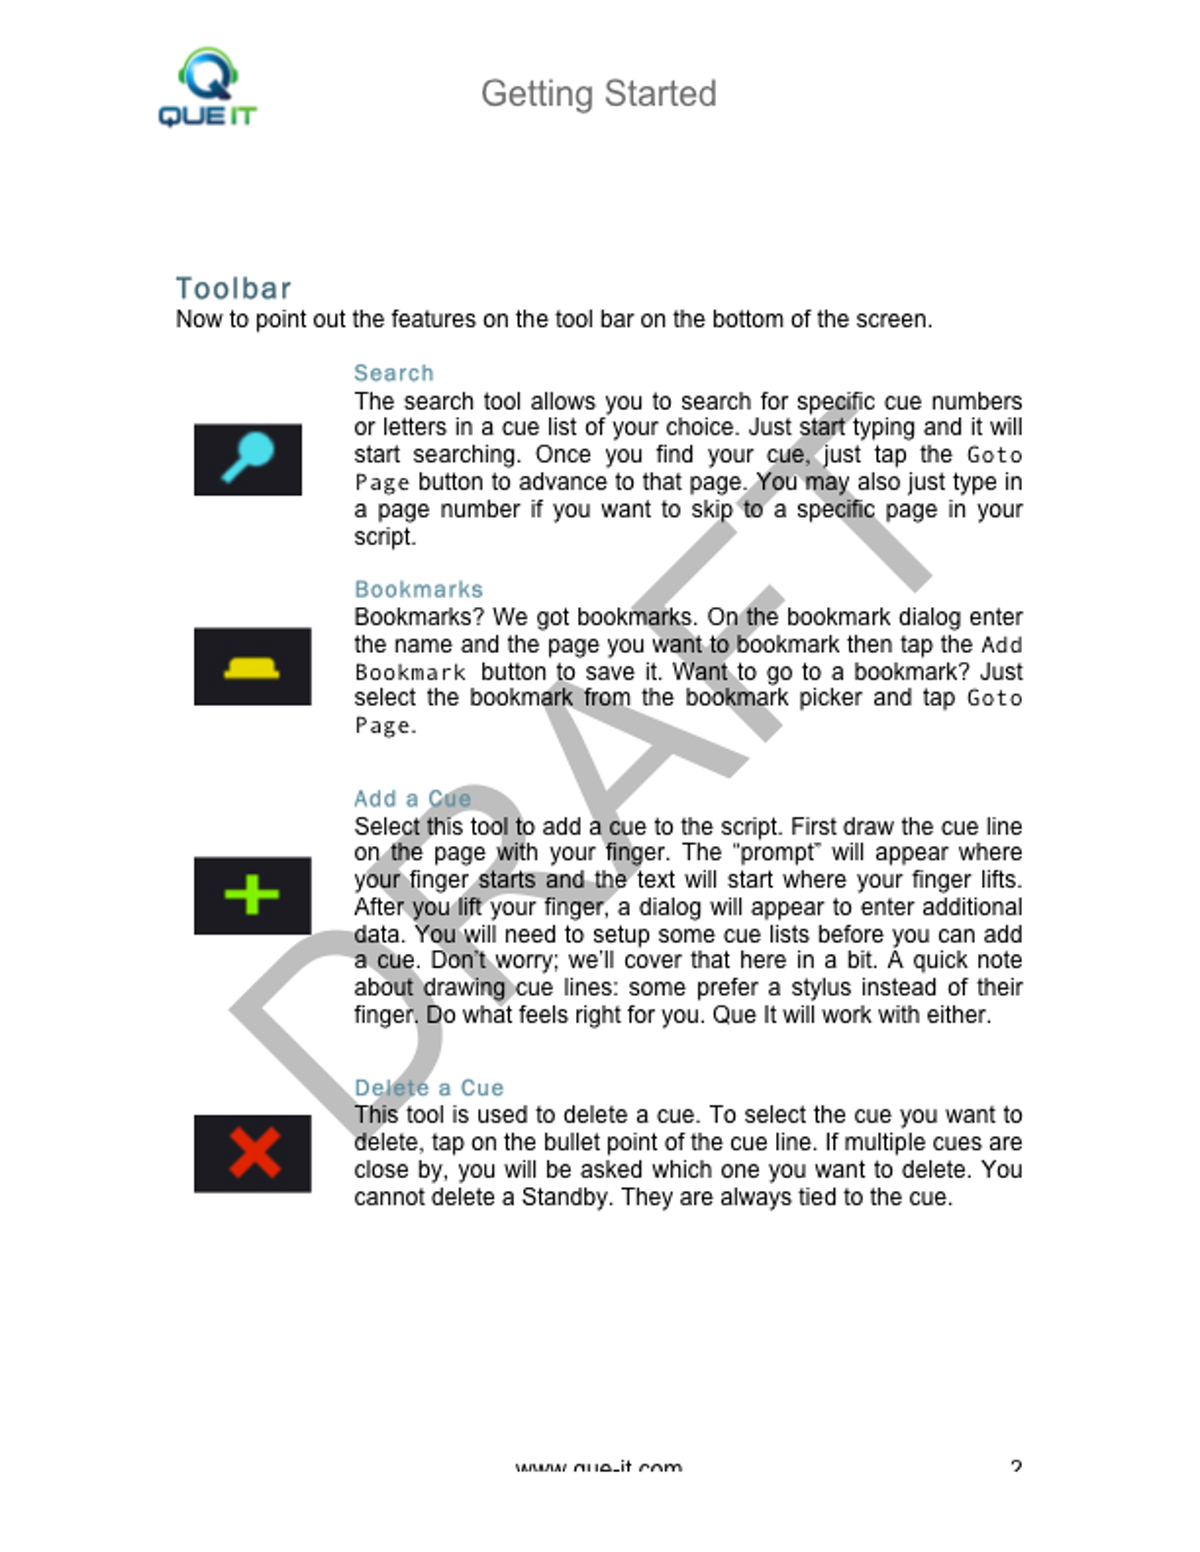 QUE IT
Getting Started
Toolbar
Now to point out the features on the tool bar on the bottom of the screen.
Search
The search tool allows you to search for specific cue numbers
or letters in a cue list of your choice. Just start typing and it will
start searching. Once you find your cue, just tap the Goto
Page button to advance to that page. You may also just type in
a page number if you want to skip to a specific page in your
script.
Bookmarks
Bookmarks? We got bookmarks. On the bookmark dialog enter
the name and the page you want to bookmark then tap the Add
Bookmark button to save it. Want to go to a bookmark? Just
select the bookmark from the bookmark picker and tap Goto
Page.
Add a Cue
Select this tool to add a cue to the script. First draw the cue line
on the page with your finger. The “prompt” will appear where
your finger starts and the text will start where your finger lifts.
After you lift your finger, a dialog will appear to enter additional
data. You will need to setup some cue lists before you can add
a cue. Don’t worry; we’ll cover that here in a bit. A quick note
about drawing cue lines: some prefer a stylus instead of their
finger. Do what feels right for you. Que It will work with either.
Delete a Cue
This tool is used to delete a cue. To select the cue you want to
delete, tap on the bullet point of the cue line. If multiple cues are
close by, you will be asked which one you want to delete. You
cannot delete a Standby. They are always tied to the cue.
DRAFT
www.que-it.com
2